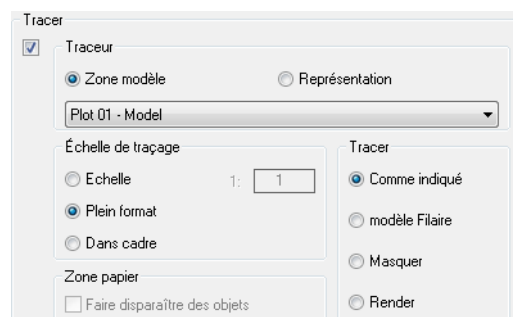 Tracer
Traceur
Zone modèle
Représentation
Plot 01 - Model
Échelle de traçage
Echelle
1:
1
Plein format
Dans cadre
Zone papier
Faire disparaître des objets
Tracer
Comme indiqué
modèle Filaire
Masquer
Render